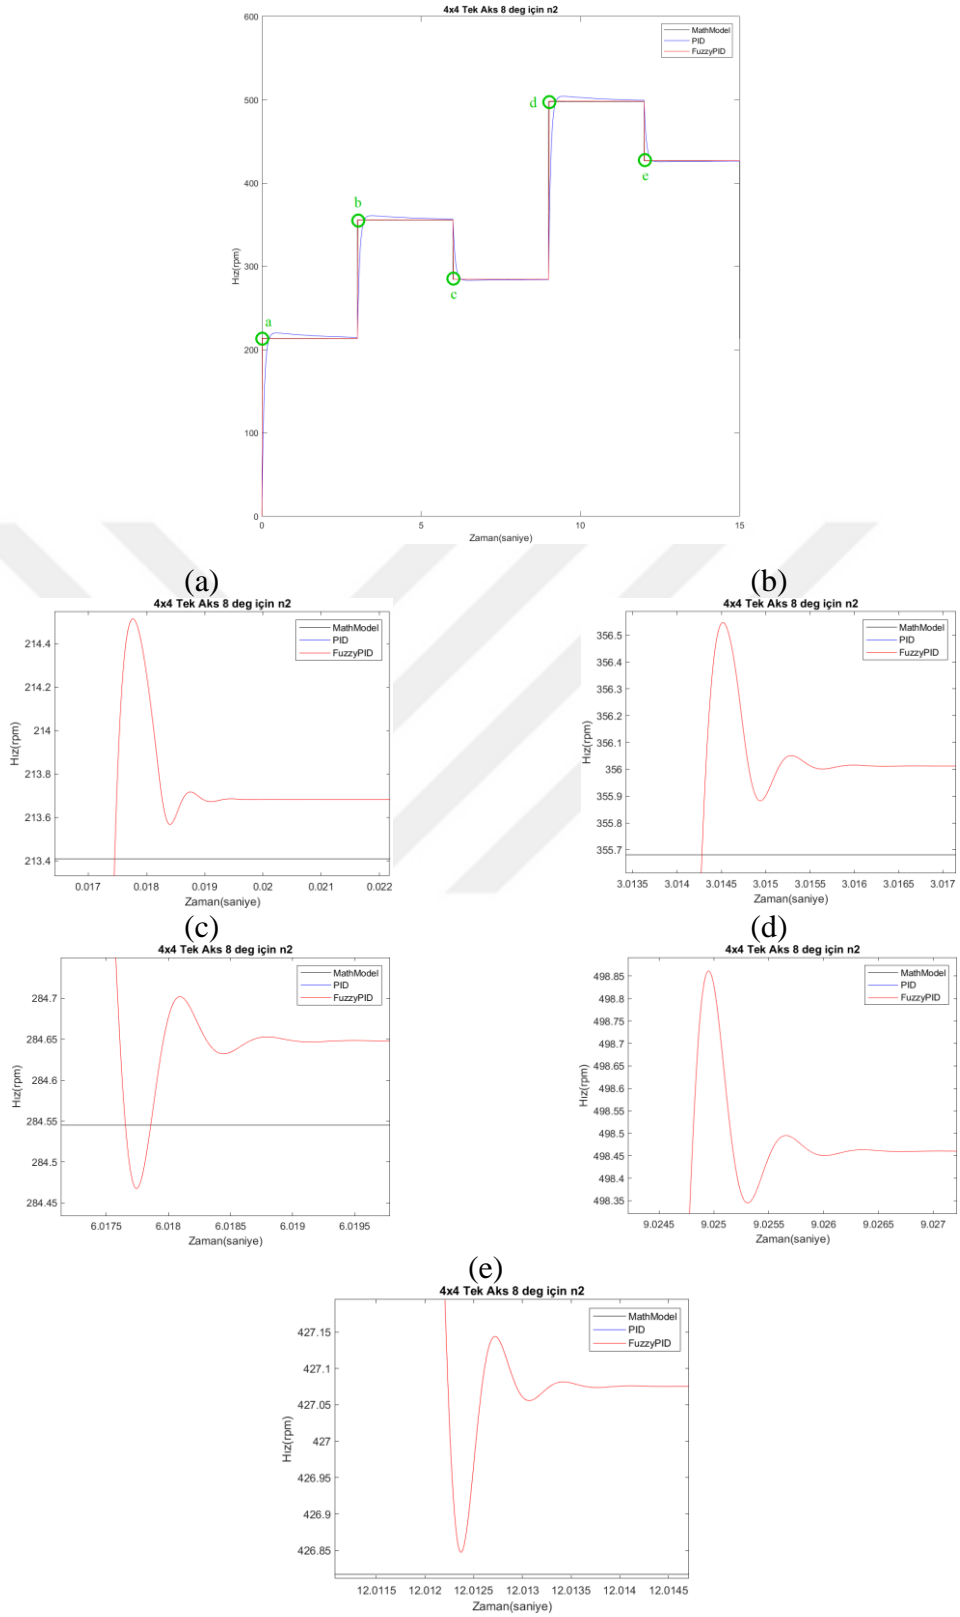 4x4 Tek Aks 8 deg için n2
600
500
400
300
200
100
0
0
5
10
15
Hız(rpm)
Zaman(saniye)
MathModel
PID
FuzzyPID
a
b
c
d
e
(a)
4x4 Tek Aks 8 deg için n2
MathModel
PID
FuzzyPID
214.4
214.2
214
213.8
213.6
213.4
Hız(rpm)
0.017 0.018 0.019 0.02 0.021 0.022
Zaman(saniye)
(b)
4x4 Tek Aks 8 deg için n2
MathModel
PID
FuzzyPID
356.5
356.4
356.3
356.2
356.1
356
355.9
355.8
355.7
Hız(rpm)
3.0135 3.014 3.0145 3.015 3.0155 3.016 3.0165 3.017
Zaman(saniye)
(c)
4x4 Tek Aks 8 deg için n2
MathModel
PID
FuzzyPID
284.7
284.65
284.6
284.55
284.5
284.45
Hız(rpm)
6.0175 6.018 6.0185 6.019 6.0195
Zaman(saniye)
(d)
4x4 Tek Aks 8 deg için n2
MathModel
PID
FuzzyPID
498.85
498.8
498.75
498.7
498.65
498.6
498.55
498.5
498.45
498.4
498.35
Hız(rpm)
9.0245 9.025 9.0255 9.026 9.0265 9.027
Zaman(saniye)
(e)
4x4 Tek Aks 8 deg için n2
MathModel
PID
FuzzyPID
427.15
427.1
427.05
427
426.95
426.9
426.85
Hız(rpm)
12.0115 12.012 12.0125 12.013 12.0135 12.014 12.0145
Zaman(saniye)